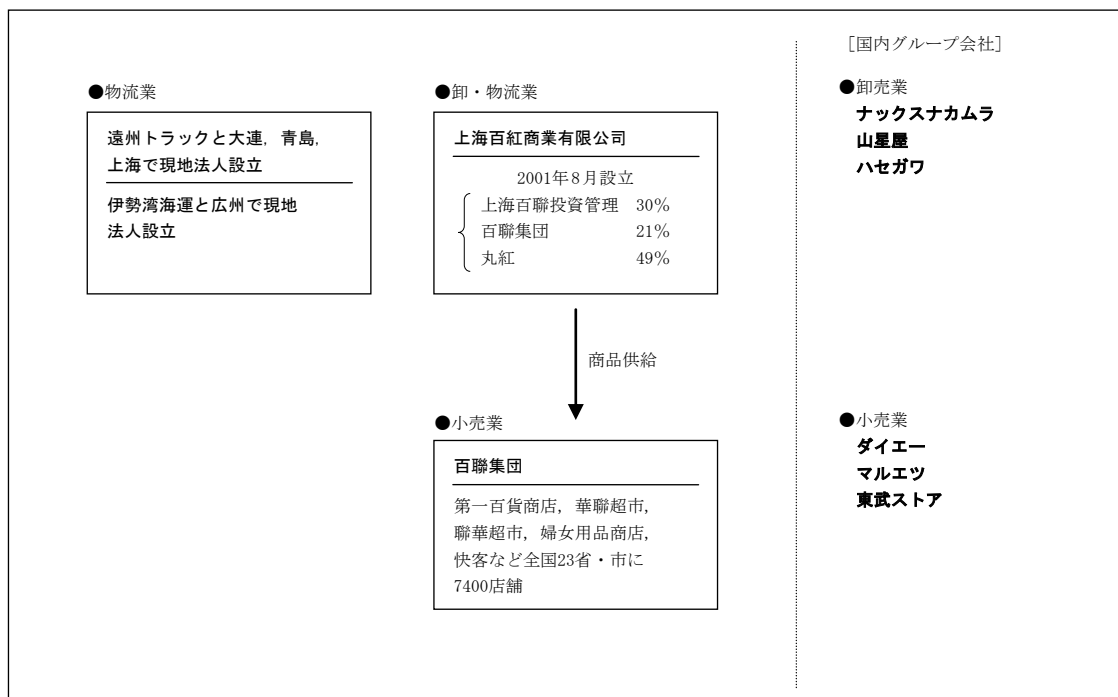 ●物流業
遠州トラックと大連，青島，
上海で現地法人設立
伊勢湾海運と広州で現地
法人設立
●卸・物流業
上海百紅商業有限公司
2001年8月設立
上海百聯投資管理 30%
百聯集団 21%
丸紅 49%
商品供給
●小売業
百聯集団
第一百貨商店，華聯超市，
聯華超市，婦女用品商店，
快客など全国23省・市に
7400店舗
［国内グループ会社］
●卸売業
ナックスナカムラ
山星屋
ハセガワ
●小売業
ダイエー
マルエツ
東武ストア